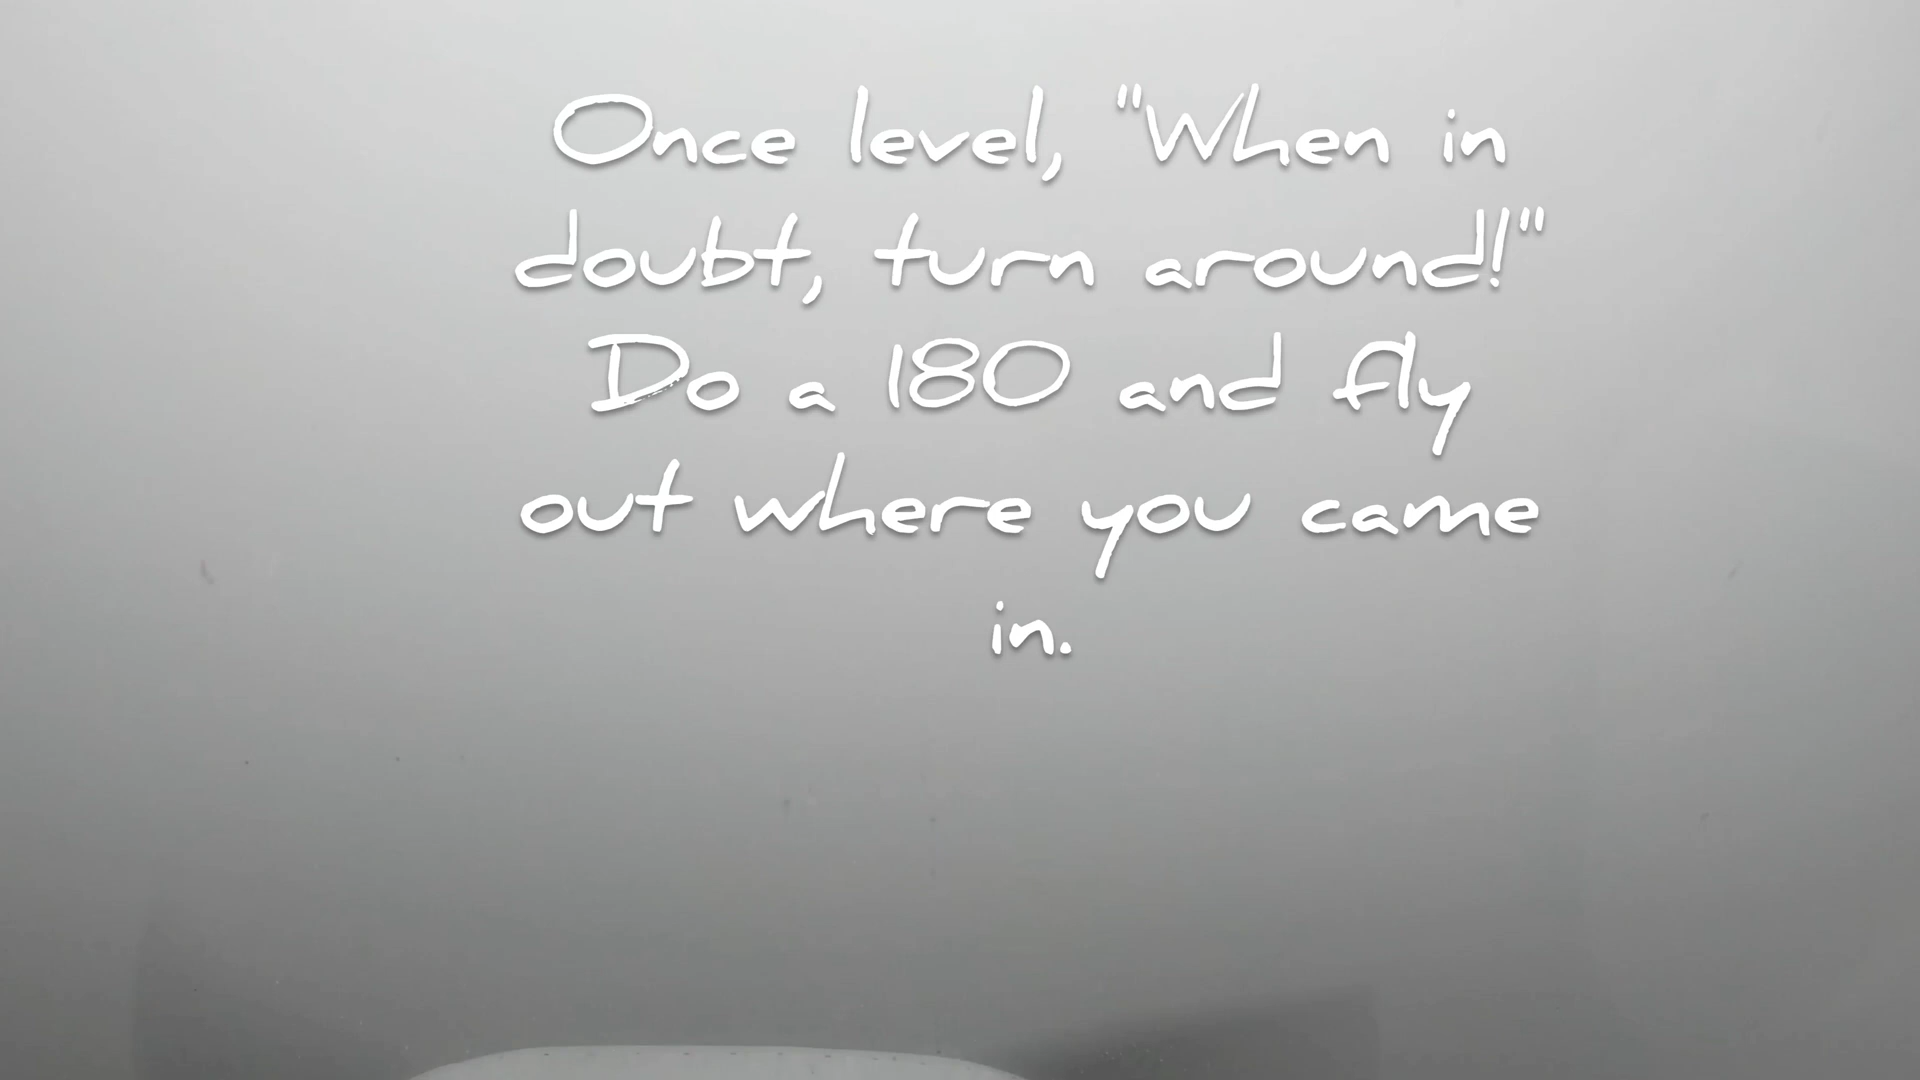 Once level, "When in
doubt, turn around!"
Do a 180 and fly
out where you came
in.